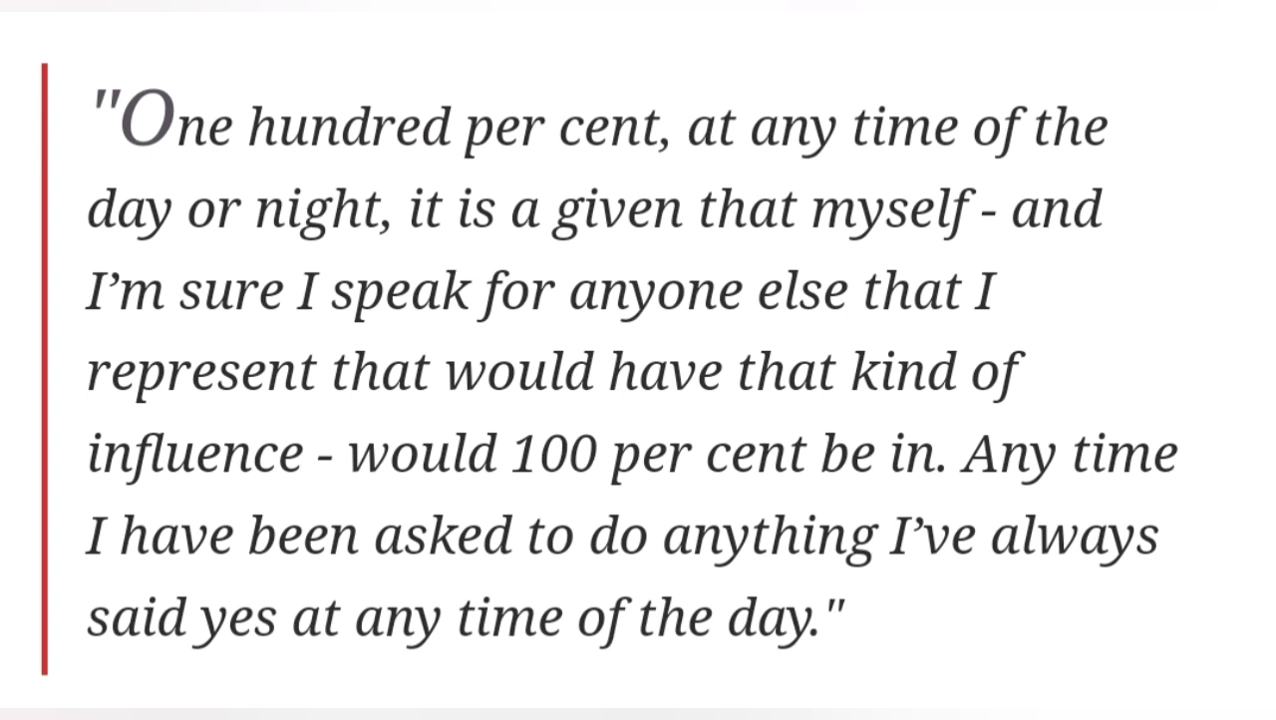 "One hundred per cent, at any time of the
day or night, it is a given that myself - and
I’m sure I speak for anyone else that I
represent that would have that kind of
influence - would 100 per cent be in. Any time
I have been asked to do anything I’ve always
said yes at any time of the day."